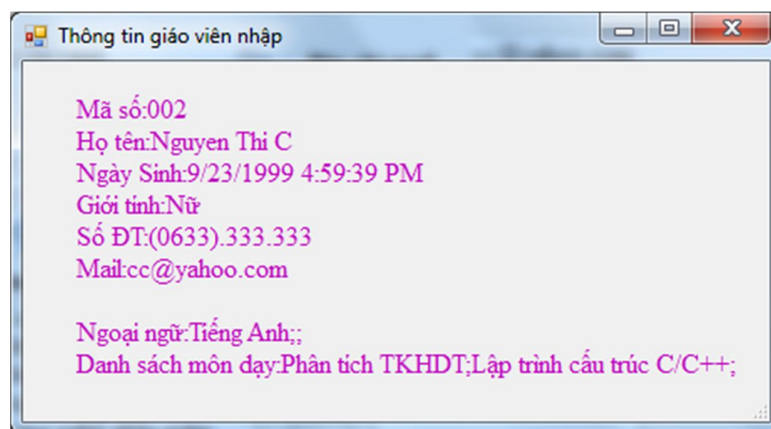 Thông tin giáo viên nhập
Mã số:002
Họ tên:Nguyen Thi C
Ngày Sinh:9/23/1999 4:59:39 PM
Giới tính:Nữ
Số ĐT:(0633).333.333
Mail:cc@yahoo.com
Ngoại ngữ:Tiếng Anh;;
Danh sách môn dạy:Phân tích TKHDT;Lập trình cấu trúc C/C++;